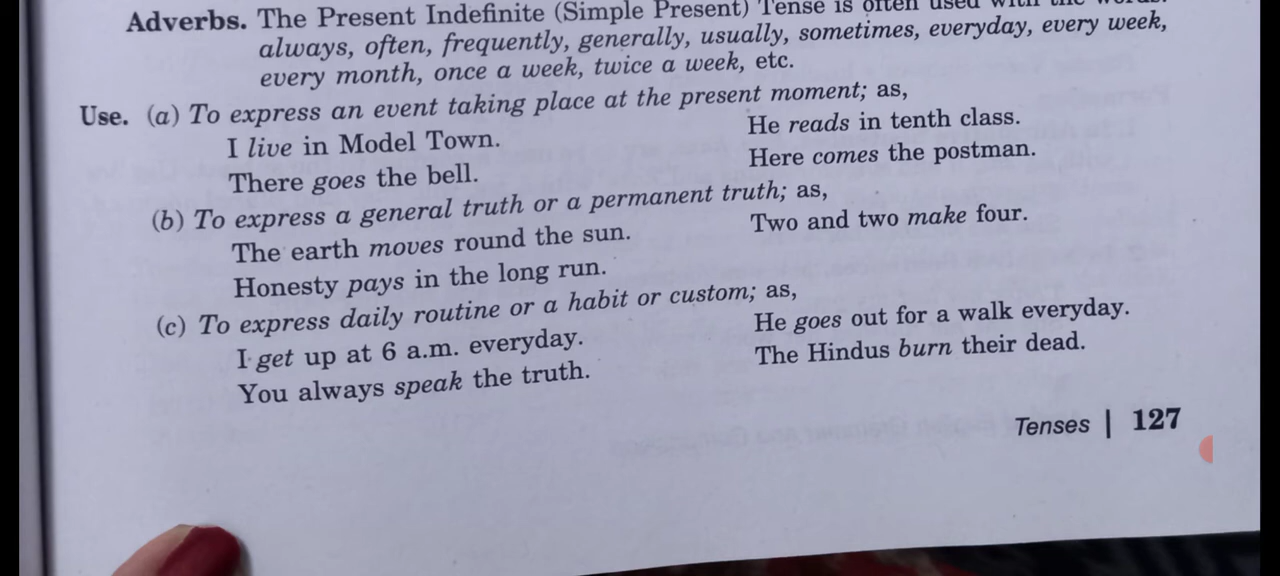 Adverbs. The Present Indefinite (Simple Present) Tense is often used with the words:
always, often, frequently, generally, usually, sometimes, everyday, every week,
every month, once a week, twice a week, etc.
Use. (a) To express an event taking place at the present moment; as,
I live in Model Town. He reads in tenth class.
There goes the bell. Here comes the postman.
(b) To express a general truth or a permanent truth; as,
The earth moves round the sun. Two and two make four.
Honesty pays in the long run.
(c) To express daily routine or a habit or custom; as,
I get up at 6 a.m. everyday. He goes out for a walk everyday.
You always speak the truth. The Hindus burn their dead.
Tenses | 127